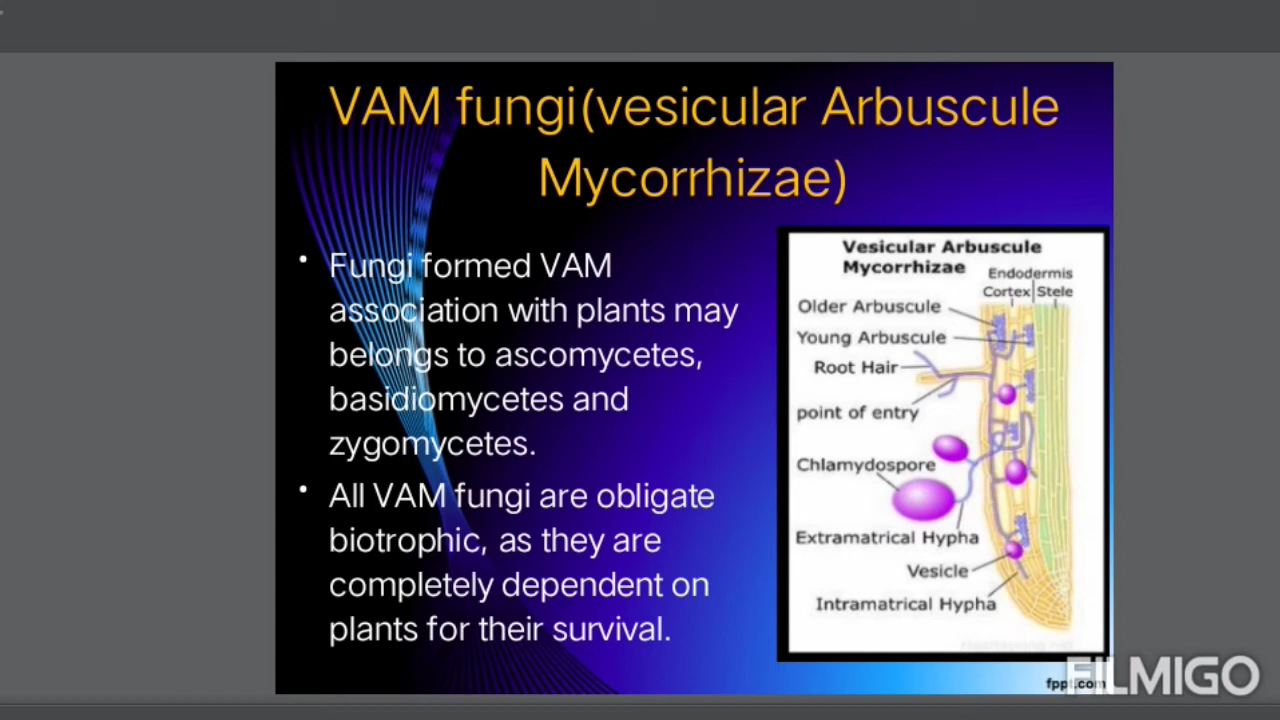 VAM fungi(vesicular Arbuscule
Mycorrhizae)
• Fungi formed VAM
association with plants may
belongs to ascomycetes,
basidiomycetes and
zygomycetes.
• All VAM fungi are obligate
biotrophic, as they are
completely dependent on
plants for their survival.
Vesicular Arbuscule
Mycorrhizae
Endodermis
Cortex Stele
Older Arbuscule
Young Arbuscule
Root Hair
point of entry
Chlamydospore
Extramatrical Hypha
Vesicle
Intramatrical Hypha
fppt.com
FILMIGO